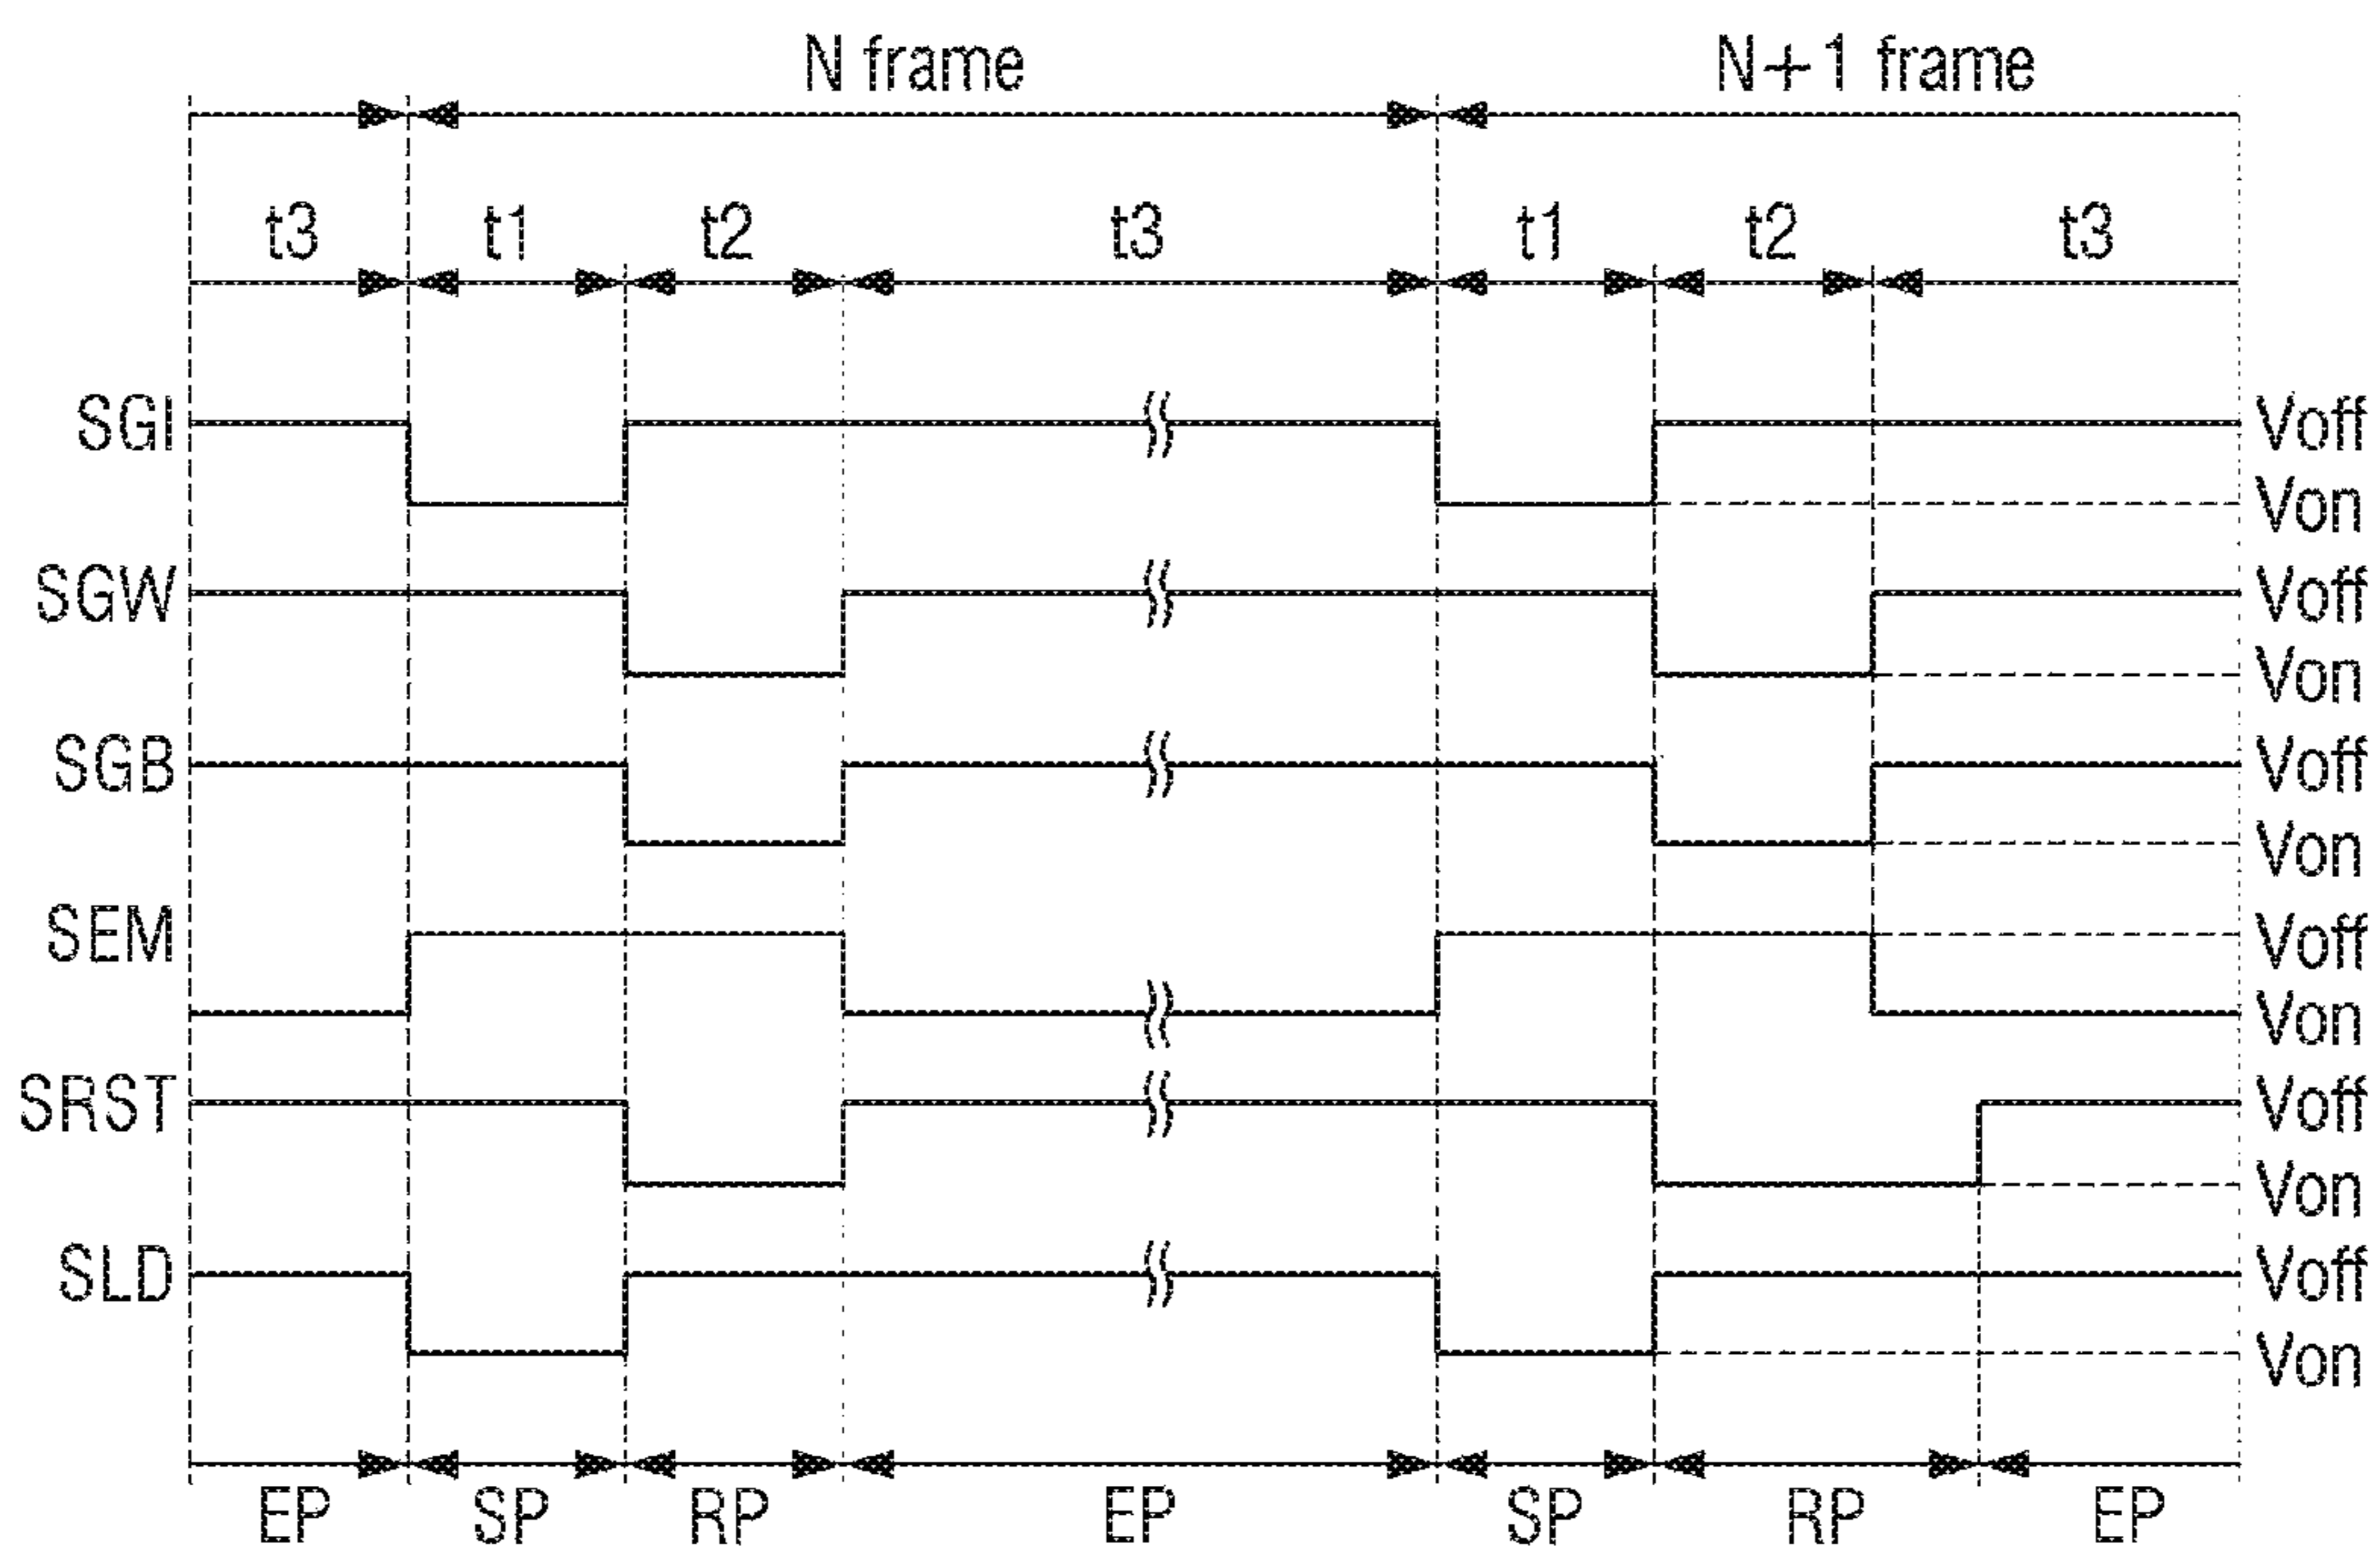 N frame N+1 frame
t3 t1 t2 t3 t1 t2 t3
SGI Voff
Von
SGW Voff
Von
SGB Voff
Von
SEM Voff
Von
SRST Voff
Von
SLD Voff
Von
EP SP RP EP SP RP EP